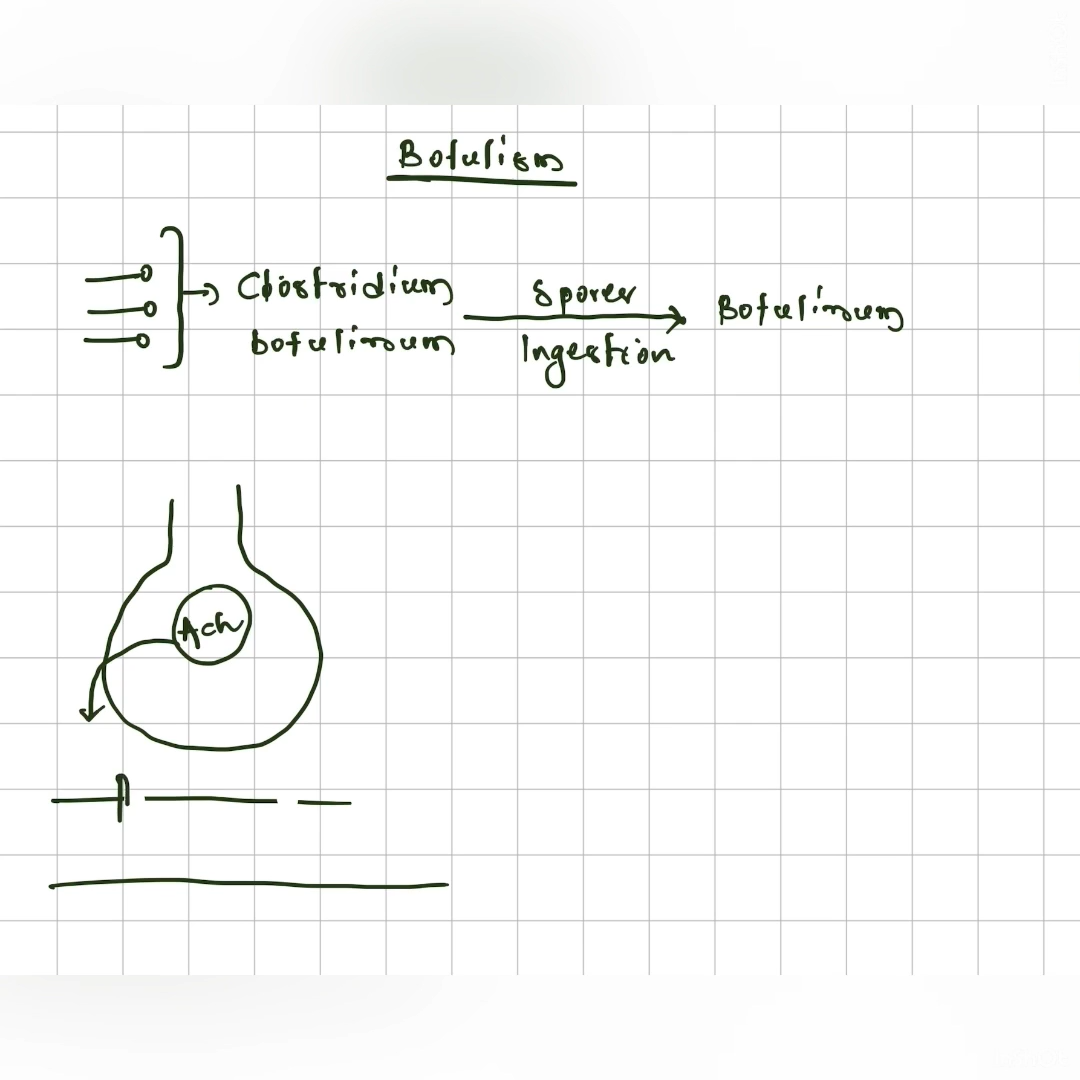 Botulism
Clostridium
botulinum
Spores
Ingestion
Botulinum
Ach